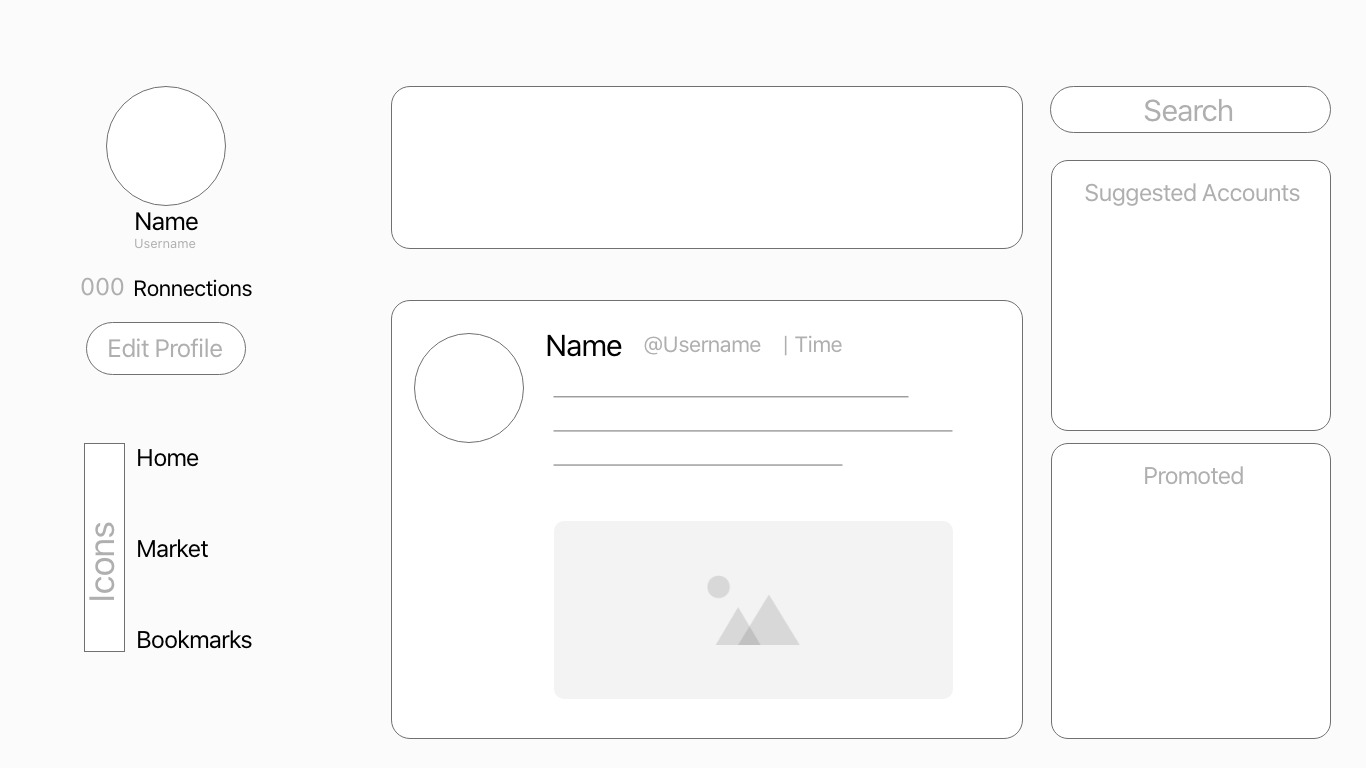 Name
Username
000 Ronnections
Edit Profile
Icons
Home
Market
Bookmarks
Name @Username | Time
Search
Suggested Accounts
Promoted